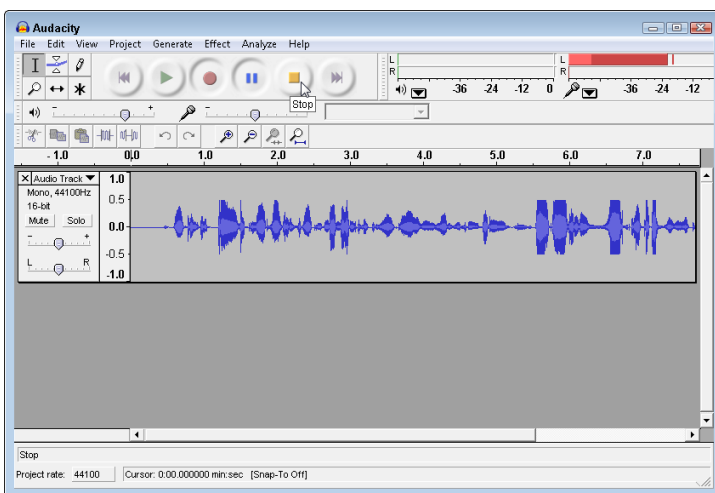 Audacity
File Edit View Project Generate Effect Analyze Help
L
R
-36 -24 -12 0
L
R
-36 -24 -12
Stop
- +
- +
- 1.0 0,0 1.0 2.0 3.0 4.0 5.0 6.0 7.0
X Audio Track
Mono, 44100Hz
16-bit
Mute Solo
- +
L R
1.0
0.5
0.0
-0.5
-1.0
Stop
Project rate: 44100 Cursor: 0:00.000000 min:sec [Snap-To Off]